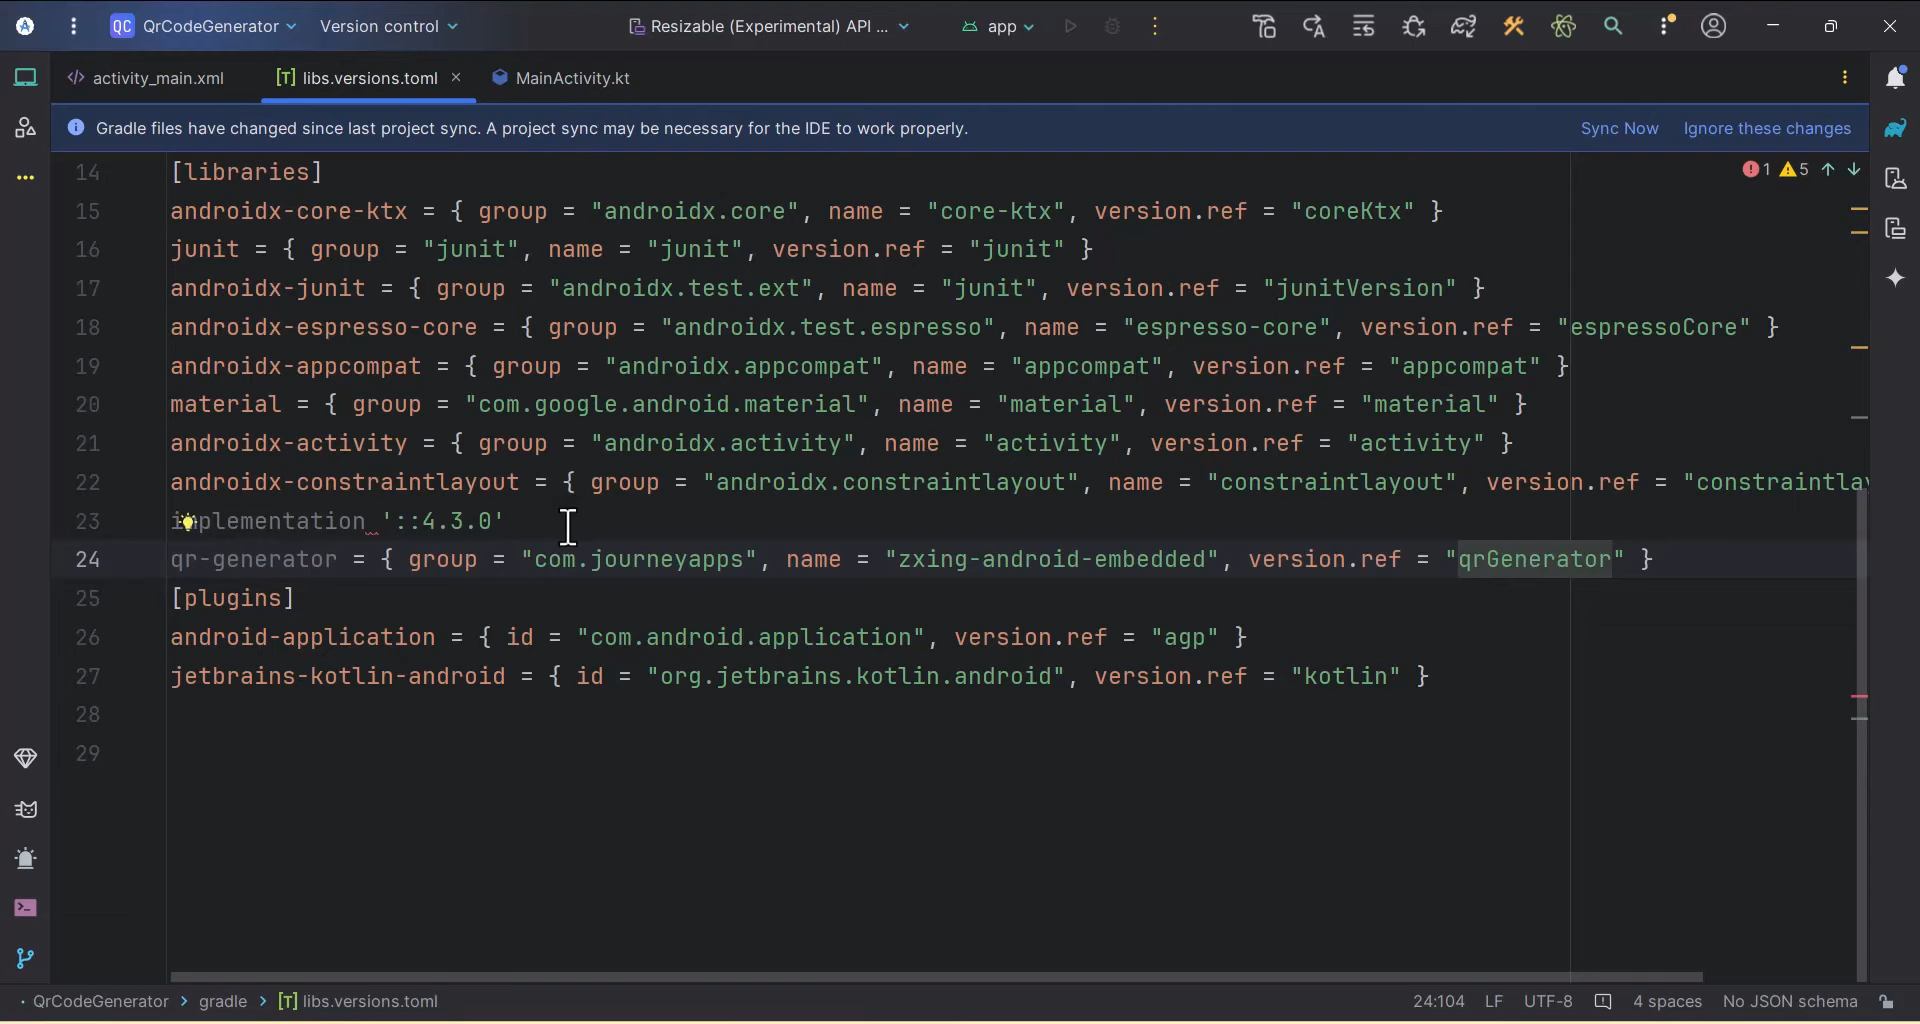 QC QrCodeGenerator Version control Resizable (Experimental) API ... app
activity_main.xml [T] libs.versions.toml MainActivity.kt
Gradle files have changed since last project sync. A project sync may be necessary for the IDE to work properly. Sync Now Ignore these changes
14 [libraries] 1 5
15 androidx-core-ktx = { group = "androidx.core", name = "core-ktx", version.ref = "coreKtx" }
16 junit = { group = "junit", name = "junit", version.ref = "junit" }
17 androidx-junit = { group = "androidx.test.ext", name = "junit", version.ref = "junitVersion" }
18 androidx-espresso-core = { group = "androidx.test.espresso", name = "espresso-core", version.ref = "espressoCore" }
19 androidx-appcompat = { group = "androidx.appcompat", name = "appcompat", version.ref = "appcompat" }
20 material = { group = "com.google.android.material", name = "material", version.ref = "material" }
21 androidx-activity = { group = "androidx.activity", name = "activity", version.ref = "activity" }
22 androidx-constraintlayout = { group = "androidx.constraintlayout", name = "constraintlayout", version.ref = "constraintlay
23 implementation '::4.3.0'
24 qr-generator = { group = "com.journeyapps", name = "zxing-android-embedded", version.ref = "qrGenerator" }
25 [plugins]
26 android-application = { id = "com.android.application", version.ref = "agp" }
27 jetbrains-kotlin-android = { id = "org.jetbrains.kotlin.android", version.ref = "kotlin" }
28
29
QrCodeGenerator > gradle > [T] libs.versions.toml 24:104 LF UTF-8 4 spaces No JSON schema